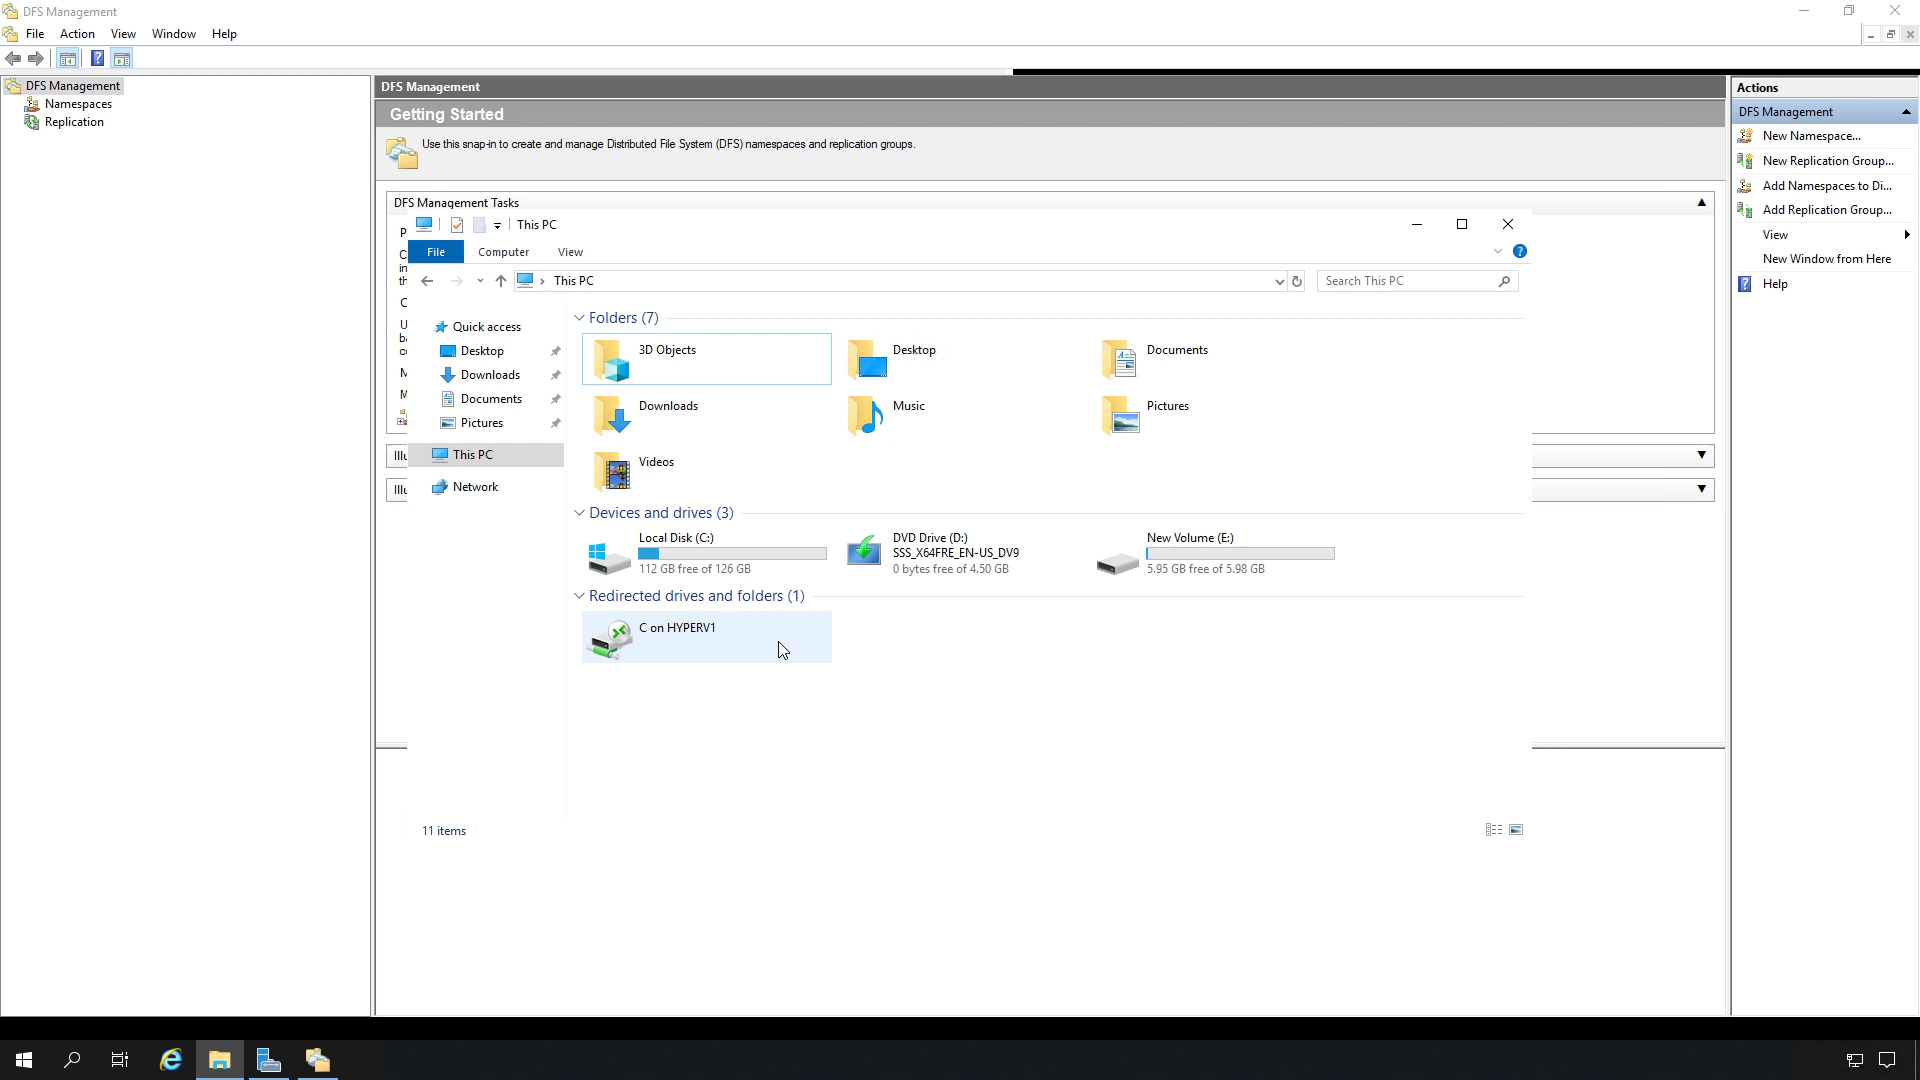 DFS Management
File Action View Window Help
DFS Management
Namespaces
Replication
DFS Management
Getting Started
Use this snap-in to create and manage Distributed File System (DFS) namespaces and replication groups.
DFS Management Tasks
This PC
File Computer View
This PC
Search This PC
Quick access
Desktop
Downloads
Documents
Pictures
This PC
Network
Folders (7)
3D Objects
Desktop
Documents
Downloads
Music
Pictures
Videos
Devices and drives (3)
Local Disk (C:)
112 GB free of 126 GB
DVD Drive (D:)
SSS_X64FRE_EN-US_DV9
0 bytes free of 4.50 GB
New Volume (E:)
5.95 GB free of 5.98 GB
Redirected drives and folders (1)
C on HYPERV1
11 items
Actions
DFS Management
New Namespace...
New Replication Group...
Add Namespaces to Di...
Add Replication Group...
View
New Window from Here
Help